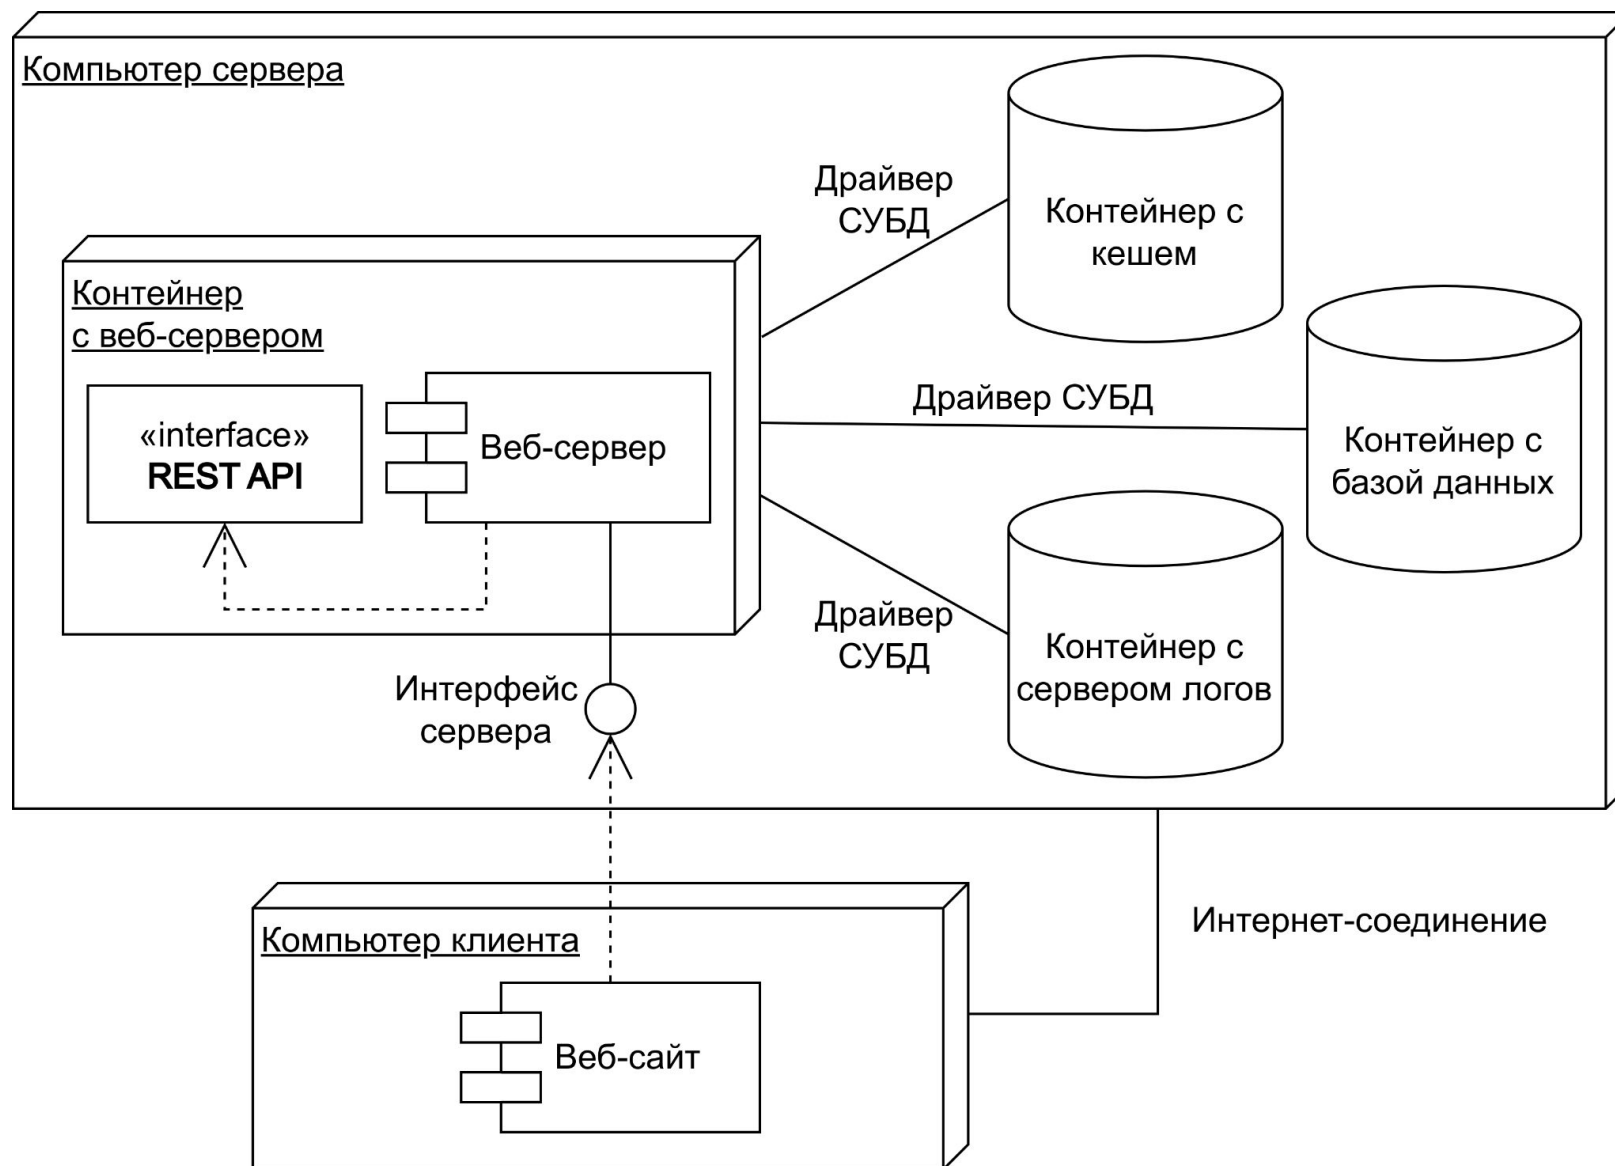 Компьютер сервера
Драйвер
СУБД
Контейнер с
кешем
Контейнер
с веб-сервером
«interface»
REST API
Веб-сервер
Драйвер СУБД
Контейнер с
базой данных
Драйвер
СУБД
Контейнер с
сервером логов
Интерфейс
сервера
Интернет-соединение
Компьютер клиента
Веб-сайт